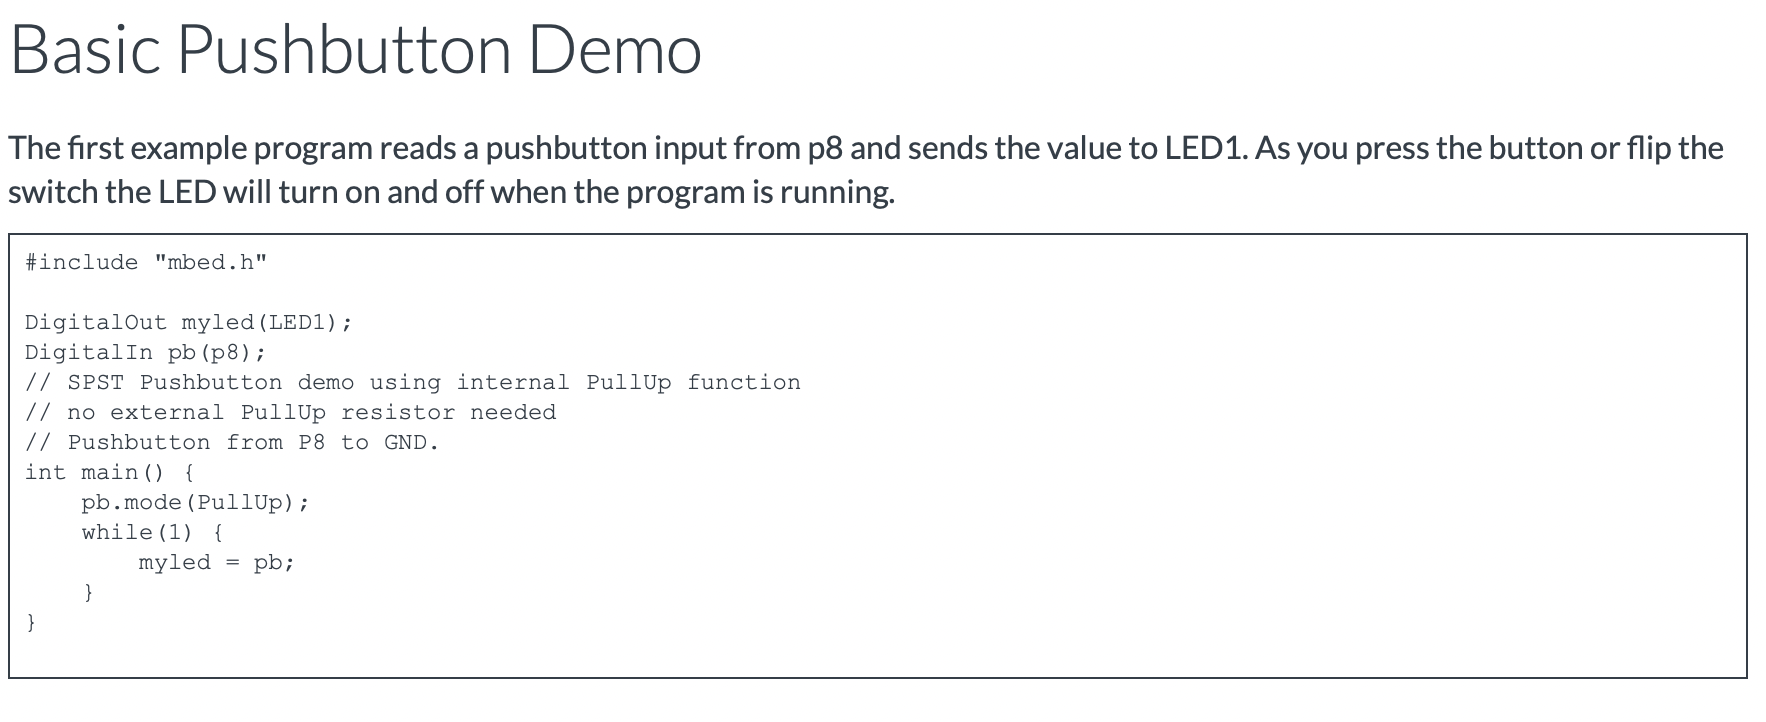 Basic Pushbutton Demo
The first example program reads a pushbutton input from p8 and sends the value to LED1. As you press the button or flip the
switch the LED will turn on and off when the program is running.
#include "mbed.h"

DigitalOut myled(LED1);
DigitalIn pb(p8);
// SPST Pushbutton demo using internal PullUp function
// no external PullUp resistor needed
// Pushbutton from P8 to GND.
int main() {
    pb.mode(PullUp);
    while(1) {
        myled = pb;
    }
}